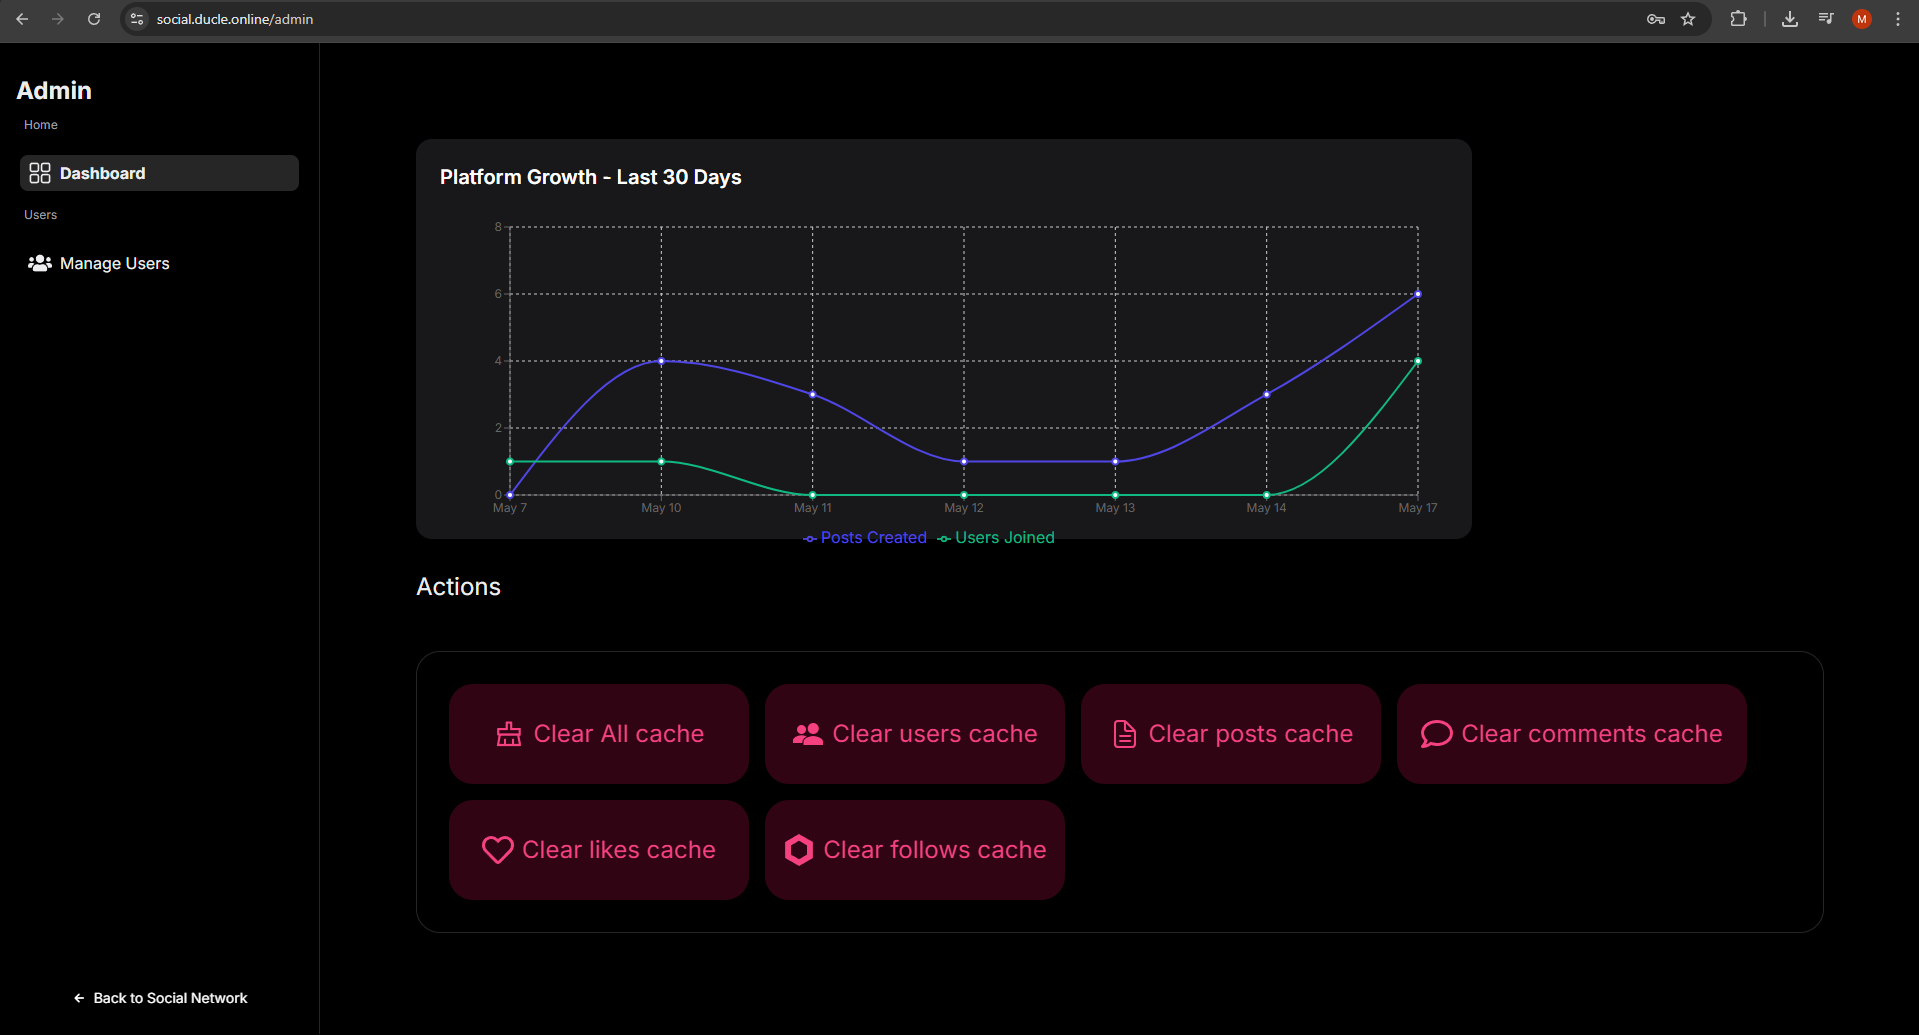 social.ducle.online/admin
M
Admin
Home
Dashboard
Users
Manage Users
Back to Social Network
Platform Growth - Last 30 Days
8
6
4
2
0
May 7 May 10 May 11 May 12 May 13 May 14 May 17
Posts Created Users Joined
Actions
Clear All cache
Clear users cache
Clear posts cache
Clear comments cache
Clear likes cache
Clear follows cache